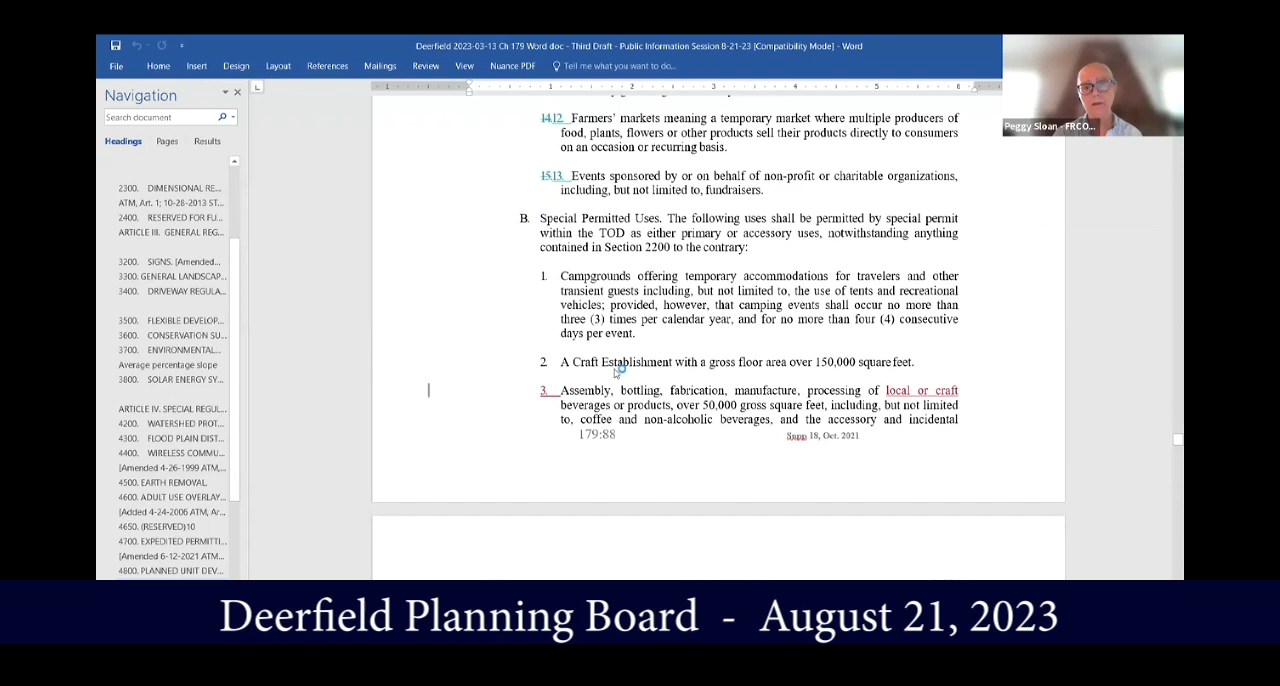 Deerfield 2023-03-13 Ch 179 Word doc - Third Draft - Public Information Session 8-21-23 [Compatibility Mode] - Word
File Home Insert Design Layout References Mailings Review View Nuance PDF Tell me what you want to do...
Navigation
Search document
Headings Pages Results
2300. DIMENSIONAL RE...
ATM, Art. 1; 10-28-2013 ST...
2400. RESERVED FOR FU...
ARTICLE III. GENERAL REG...
3200. SIGNS. [Amended...
3300. GENERAL LANDSCAP...
3400. DRIVEWAY REGULA...
3500. FLEXIBLE DEVELOP...
3600. CONSERVATION SU...
3700. ENVIRONMENTAL...
Average percentage slope
3800. SOLAR ENERGY SY...
ARTICLE IV. SPECIAL REGUL...
4200. WATERSHED PROT...
4300. FLOOD PLAIN DIST...
4400. WIRELESS COMMU...
[Amended 4-26-1999 ATM,...
4500. EARTH REMOVAL.
4600. ADULT USE OVERLAY...
[Added 4-24-2006 ATM, Ar...
4650. (RESERVED)10
4700. EXPEDITED PERMITTI...
[Amended 6-12-2021 ATM...
4800. PLANNED UNIT DEV...
1 1 2 3 4 5 6
14.12. Farmers' markets meaning a temporary market where multiple producers of
food, plants, flowers or other products sell their products directly to consumers
on an occasion or recurring basis.
15.13. Events sponsored by or on behalf of non-profit or charitable organizations,
including, but not limited to, fundraisers.
B. Special Permitted Uses. The following uses shall be permitted by special permit
within the TOD as either primary or accessory uses, notwithstanding anything
contained in Section 2200 to the contrary:
1. Campgrounds offering temporary accommodations for travelers and other
transient guests including, but not limited to, the use of tents and recreational
vehicles; provided, however, that camping events shall occur no more than
three (3) times per calendar year, and for no more than four (4) consecutive
days per event.
2. A Craft Establishment with a gross floor area over 150,000 square feet.
3. Assembly, bottling, fabrication, manufacture, processing of local or craft
beverages or products, over 50,000 gross square feet, including, but not limited
to, coffee and non-alcoholic beverages, and the accessory and incidental
179:88 Supp 18, Oct. 2021
Peggy Sloan - FRCO...
Deerfield Planning Board - August 21, 2023